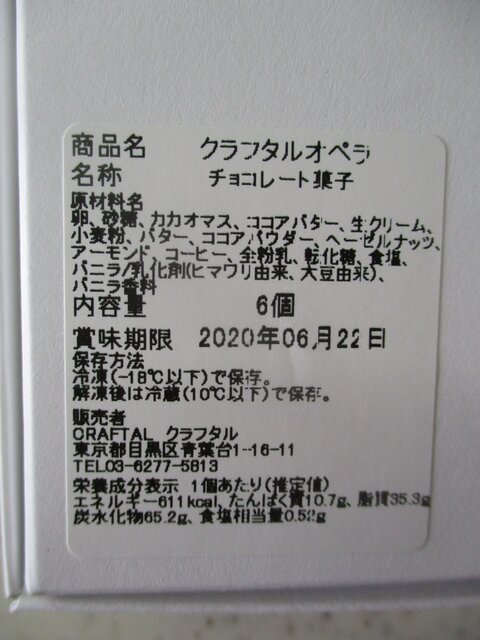 商品名 クラフタルオペラ
名称 チョコレート菓子
原材料名
卵、砂糖、カカオマス、ココアバター、生クリーム、
小麦粉、バター、ココアパウダー、ヘーゼルナッツ、
アーモンド、コーヒー、全粉乳、転化糖、食塩、
バニラ/乳化剤(ヒマワリ由来、大豆由来)、
バニラ香料
内容量 6個
賞味期限 2020年06月22日
保存方法
冷凍(-18℃以下)で保存。
解凍後は冷蔵(10℃以下)で保存。
販売者
CRAFTAL クラフタル
東京都目黒区青葉台1-16-11
TEL03-6277-5813
栄養成分表示 1個あたり(推定値)
エネルギー611kcal、たんぱく質10.7g、脂質35.3g
炭水化物65.2g、食塩相当量0.52g